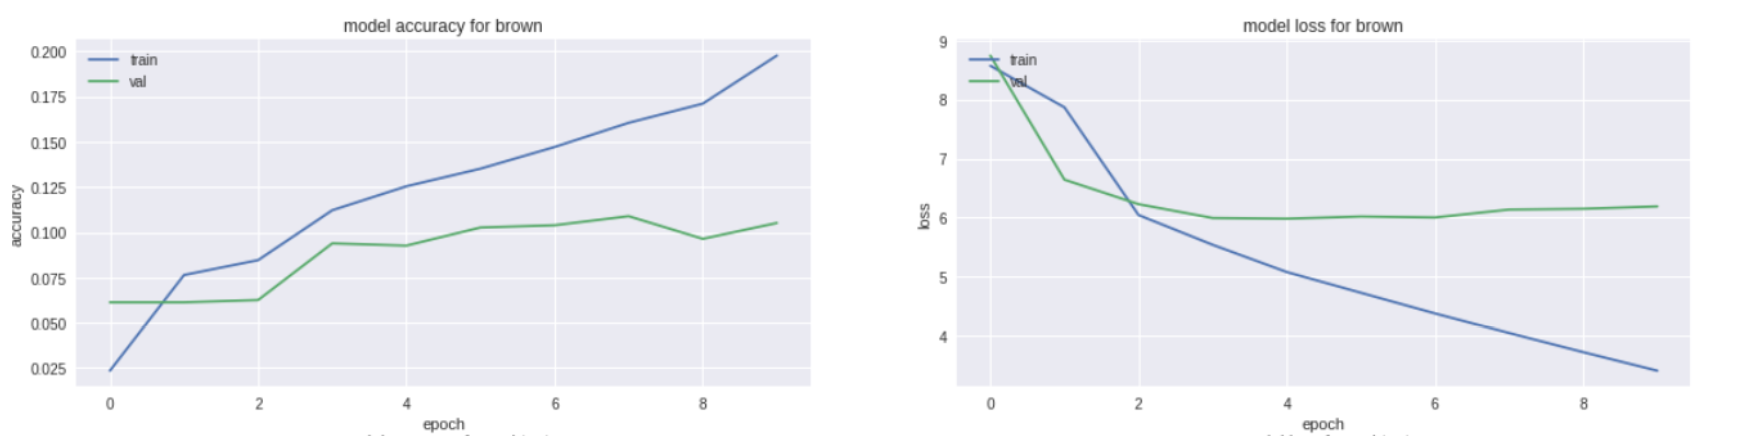 model accuracy for brown
0.200
0.175
0.150
0.125
0.100
0.075
0.050
0.025
accuracy
train
val
0 2 4 6 8
epoch
model loss for brown
9
8
7
6
5
4
loss
train
val
0 2 4 6 8
epoch